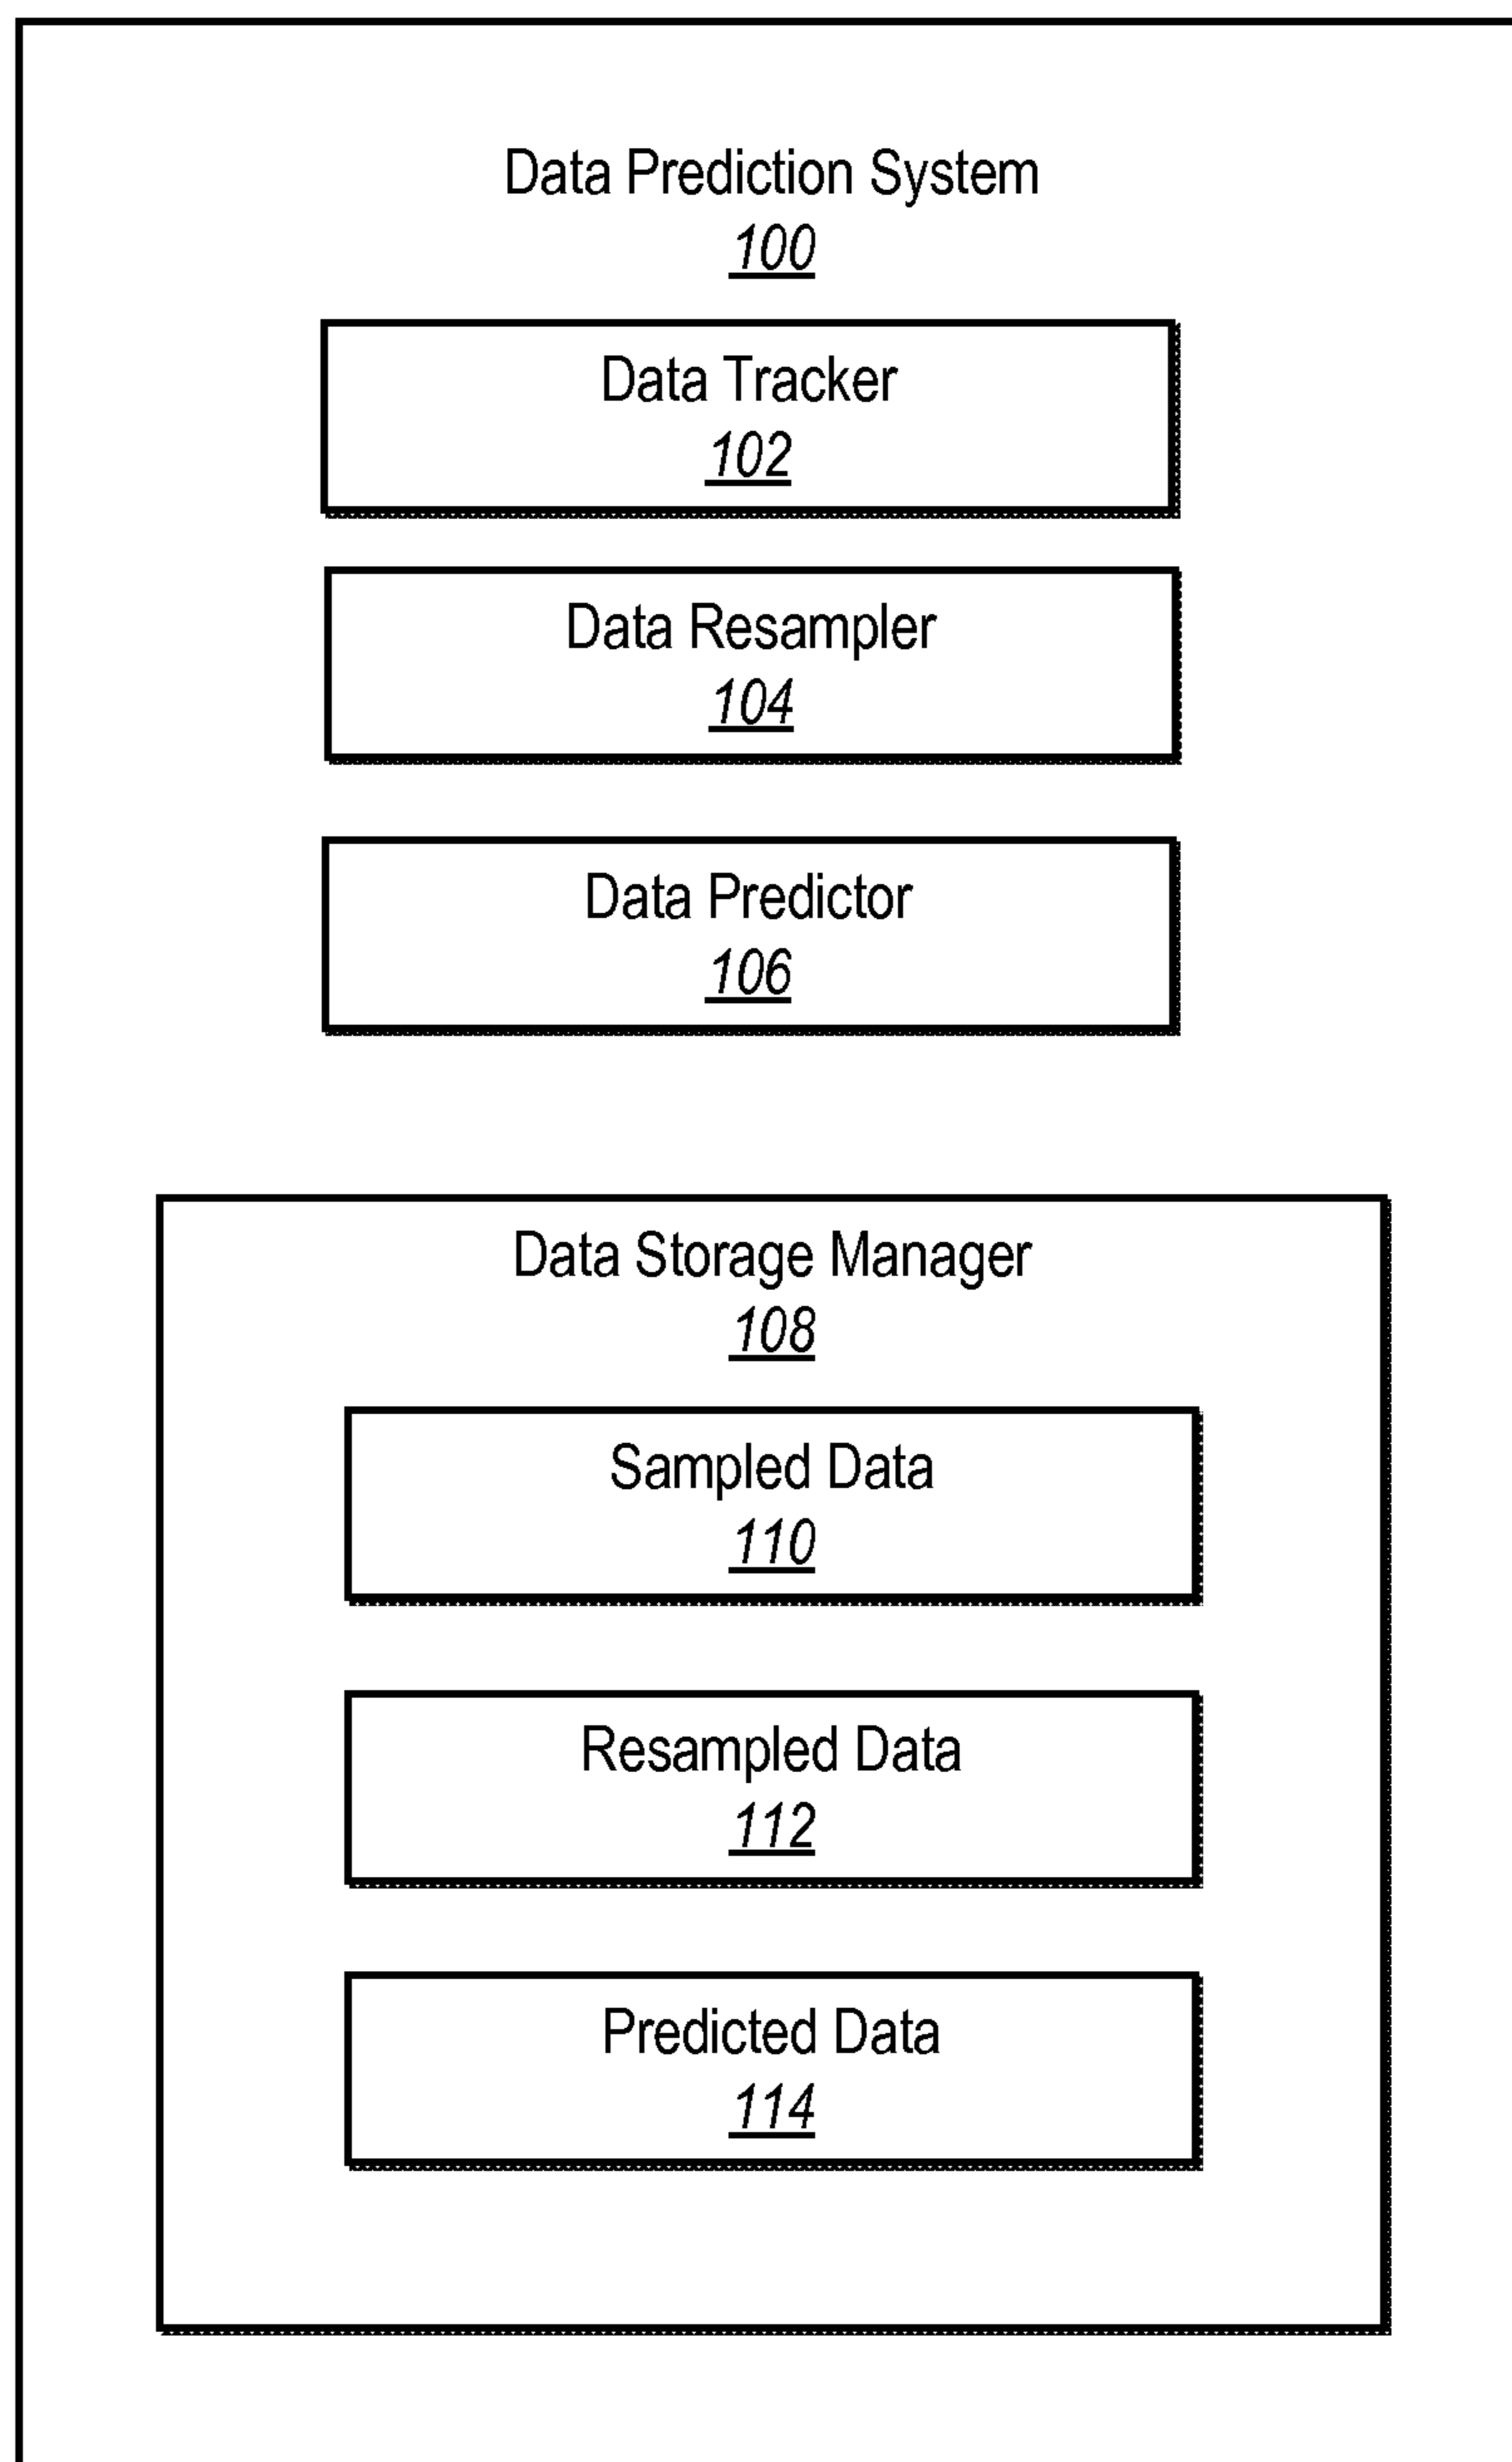 Data Prediction System
100
Data Tracker
102
Data Resampler
104
Data Predictor
106
Data Storage Manager
108
Sampled Data
110
Resampled Data
112
Predicted Data
114